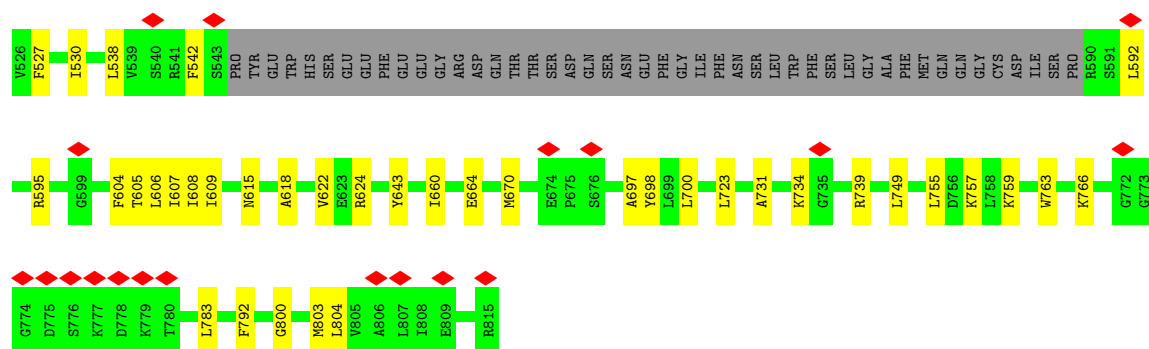 V526 F527 I530 L538 V539 S540 R541 F542 S543 PRO TYR GLU TRP HIS SER GLU GLU PHE GLU GLU GLY ARG ASP GLN THR THR SER ASP GLN SER ASN GLU PHE GLY ILE PHE ASN SER LEU TRP PHE SER LEU GLY ALA PHE MET GLN GLN GLY CYS ASP ILE SER PRO R590 S591 L592
R595 G599 F604 T605 L606 I607 I608 I609 N615 A618 V622 E623 R624 Y643 I660 E664 M670 E674 P675 S676 A697 Y698 L699 L700 L723 A731 K734 G735 R739 L749 L755 D756 K757 L758 K759 W763 K766 G772 G773
G774 D775 S776 K777 D778 K779 T780 L783 F792 G800 M803 L804 V805 A806 L807 I808 E809 R815